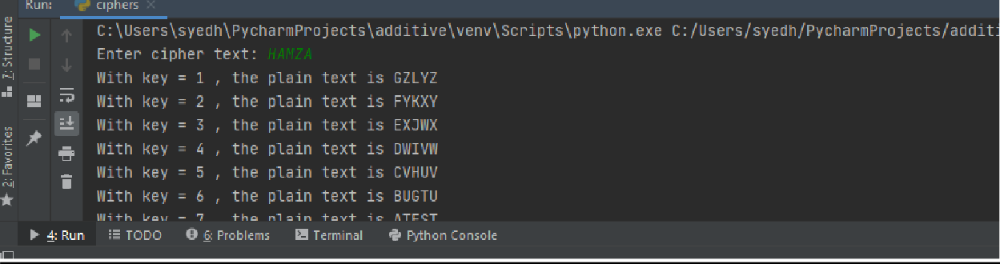 Run: ciphers
7: Structure
2: Favorites
C:\Users\syedh\PycharmProjects\additive\venv\Scripts\python.exe C:/Users/syedh/PycharmProjects/additi
Enter cipher text: HAMZA
With key = 1 , the plain text is GZLYZ
With key = 2 , the plain text is FYKXY
With key = 3 , the plain text is EXJWX
With key = 4 , the plain text is DWIVW
With key = 5 , the plain text is CVHUV
With key = 6 , the plain text is BUGTU
With key = 7 , the plain text is ATFST
4: Run TODO 6: Problems Terminal Python Console